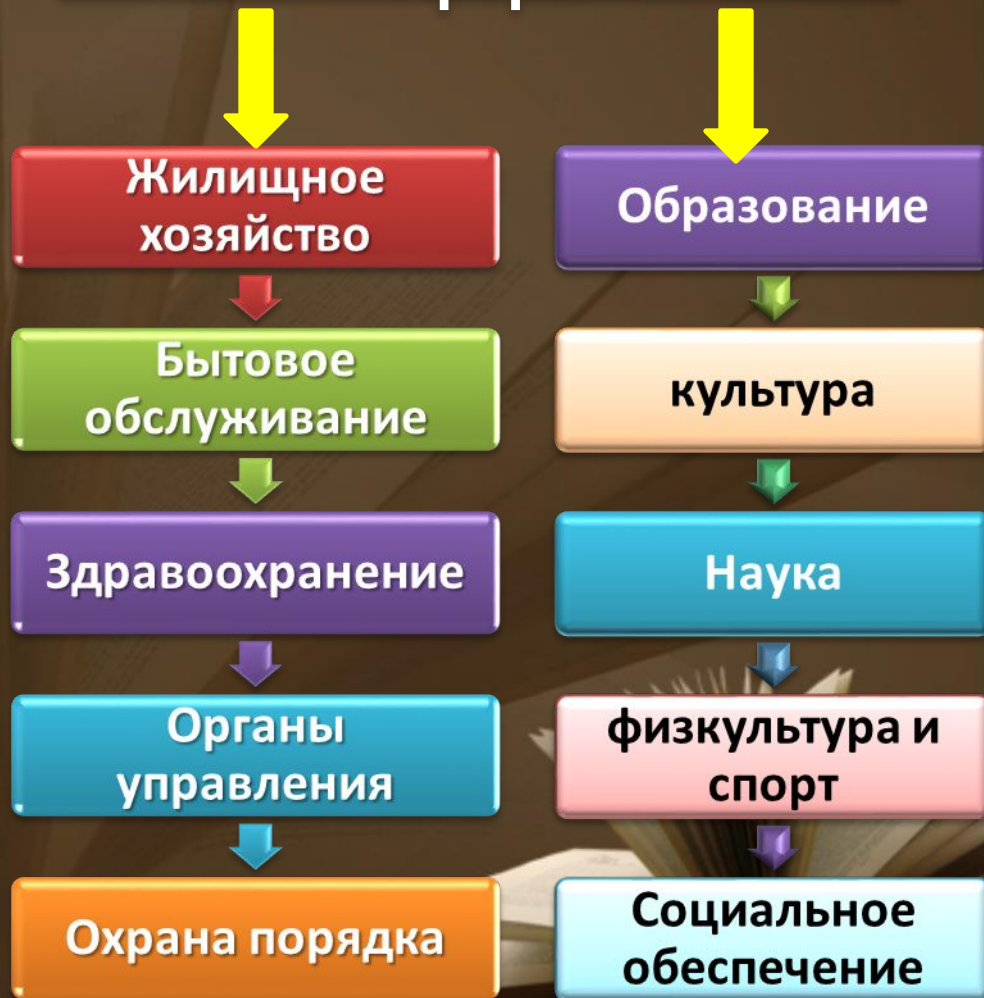 Жилищное
хозяйство
Бытовое
обслуживание
Здравоохранение
Органы
управления
Охрана порядка
Образование
культура
Наука
физкультура и
спорт
Социальное
обеспечение